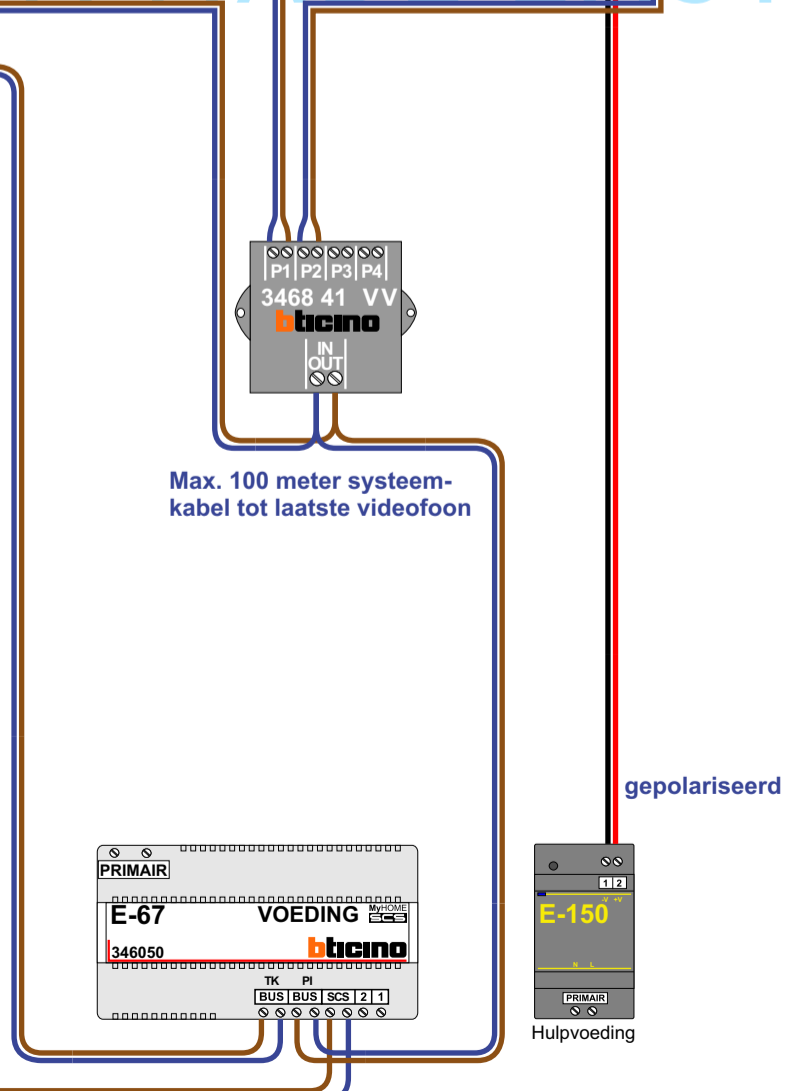 P1 P2 P3 P4
3468 41 VV
bticino
IN
OUT
Max. 100 meter systeem-
kabel tot laatste videofoon
gepolariseerd
PRIMAIR
E-67 VOEDING MyHOME
SCS
346050 bticino
TK PI
BUS BUS SCS 2 1
1 2
-V +V
E-150
N L
PRIMAIR
Hulpvoeding